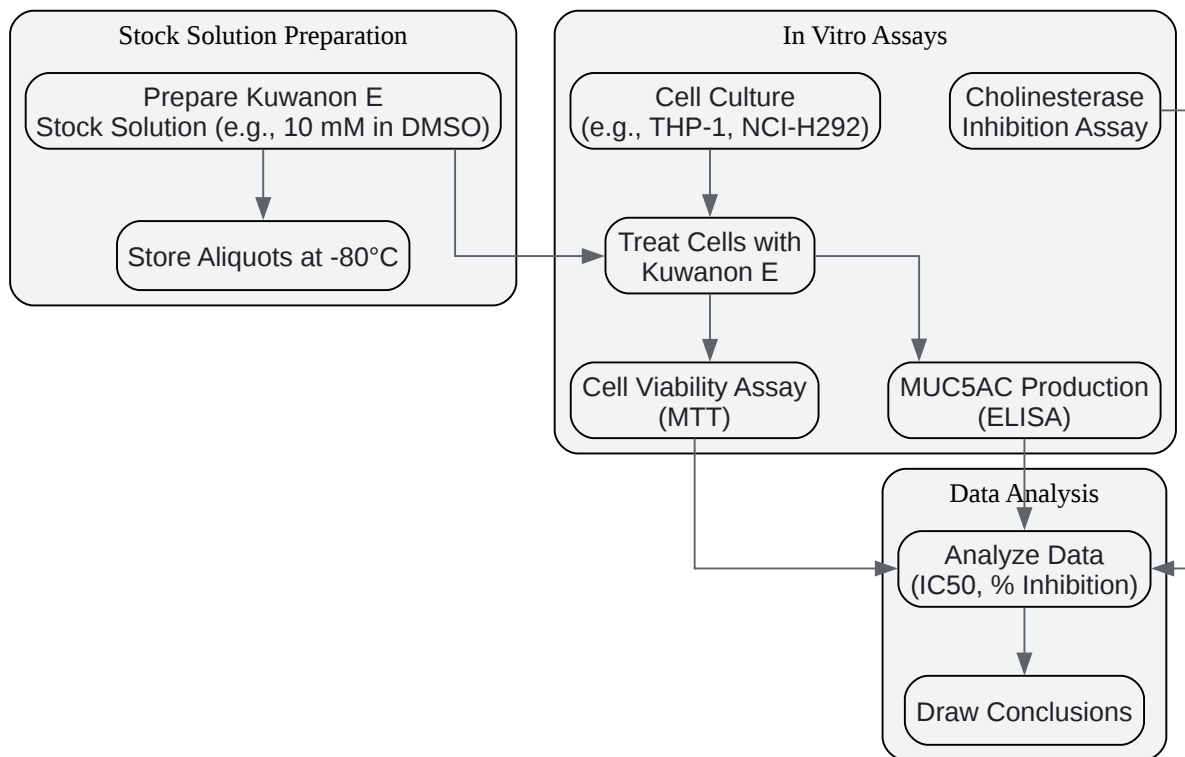 Stock Solution Preparation
Prepare Kuwanon E
Stock Solution (e.g., 10 mM in DMSO)
Store Aliquots at -80°C
In Vitro Assays
Cell Culture
(e.g., THP-1, NCI-H292)
Cholinesterase
Inhibition Assay
Treat Cells with
Kuwanon E
Cell Viability Assay
(MTT)
MUC5AC Production
(ELISA)
Data Analysis
Analyze Data
(IC50, % Inhibition)
Draw Conclusions